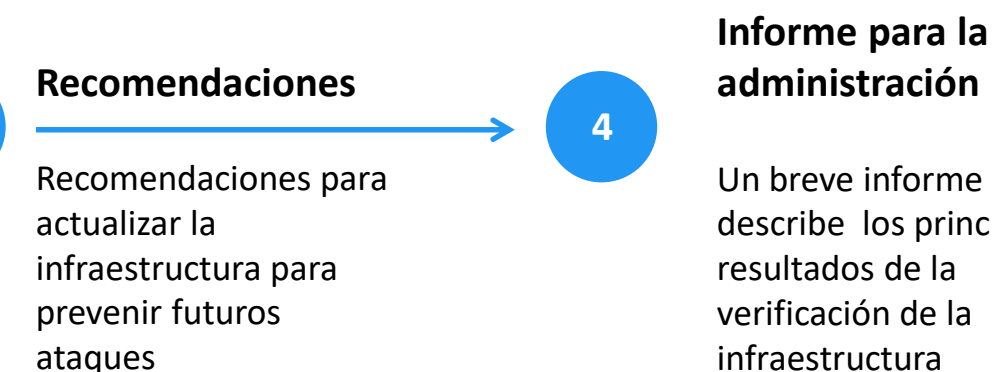 Recomendaciones
Recomendaciones para
actualizar la
infraestructura para
prevenir futuros
ataques
4
Informe para la
administración
Un breve informe
describe los princ
resultados de la
verificación de la
infraestructura